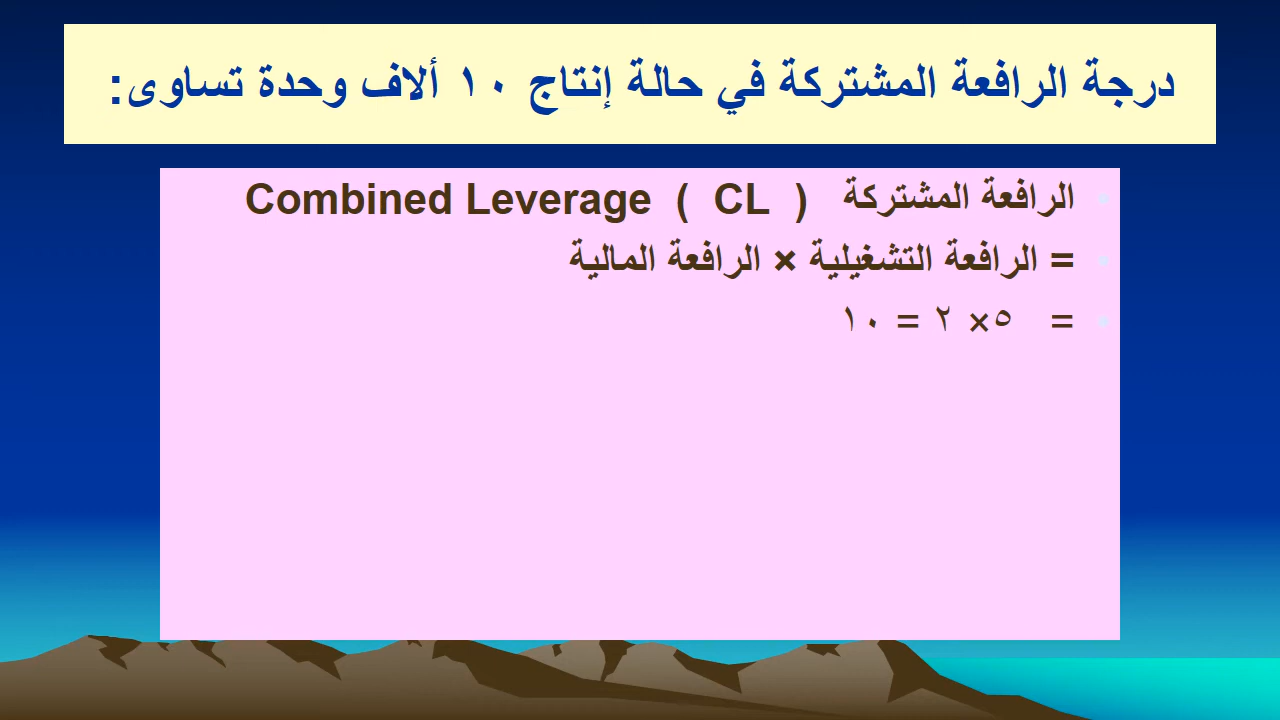 درجة الرافعة المشتركة في حالة إنتاج ١٠ ألاف وحدة تساوى:
الرافعة المشتركة Combined Leverage ( CL )
= الرافعة التشغيلية × الرافعة المالية
= ٥× ٢ = ١٠